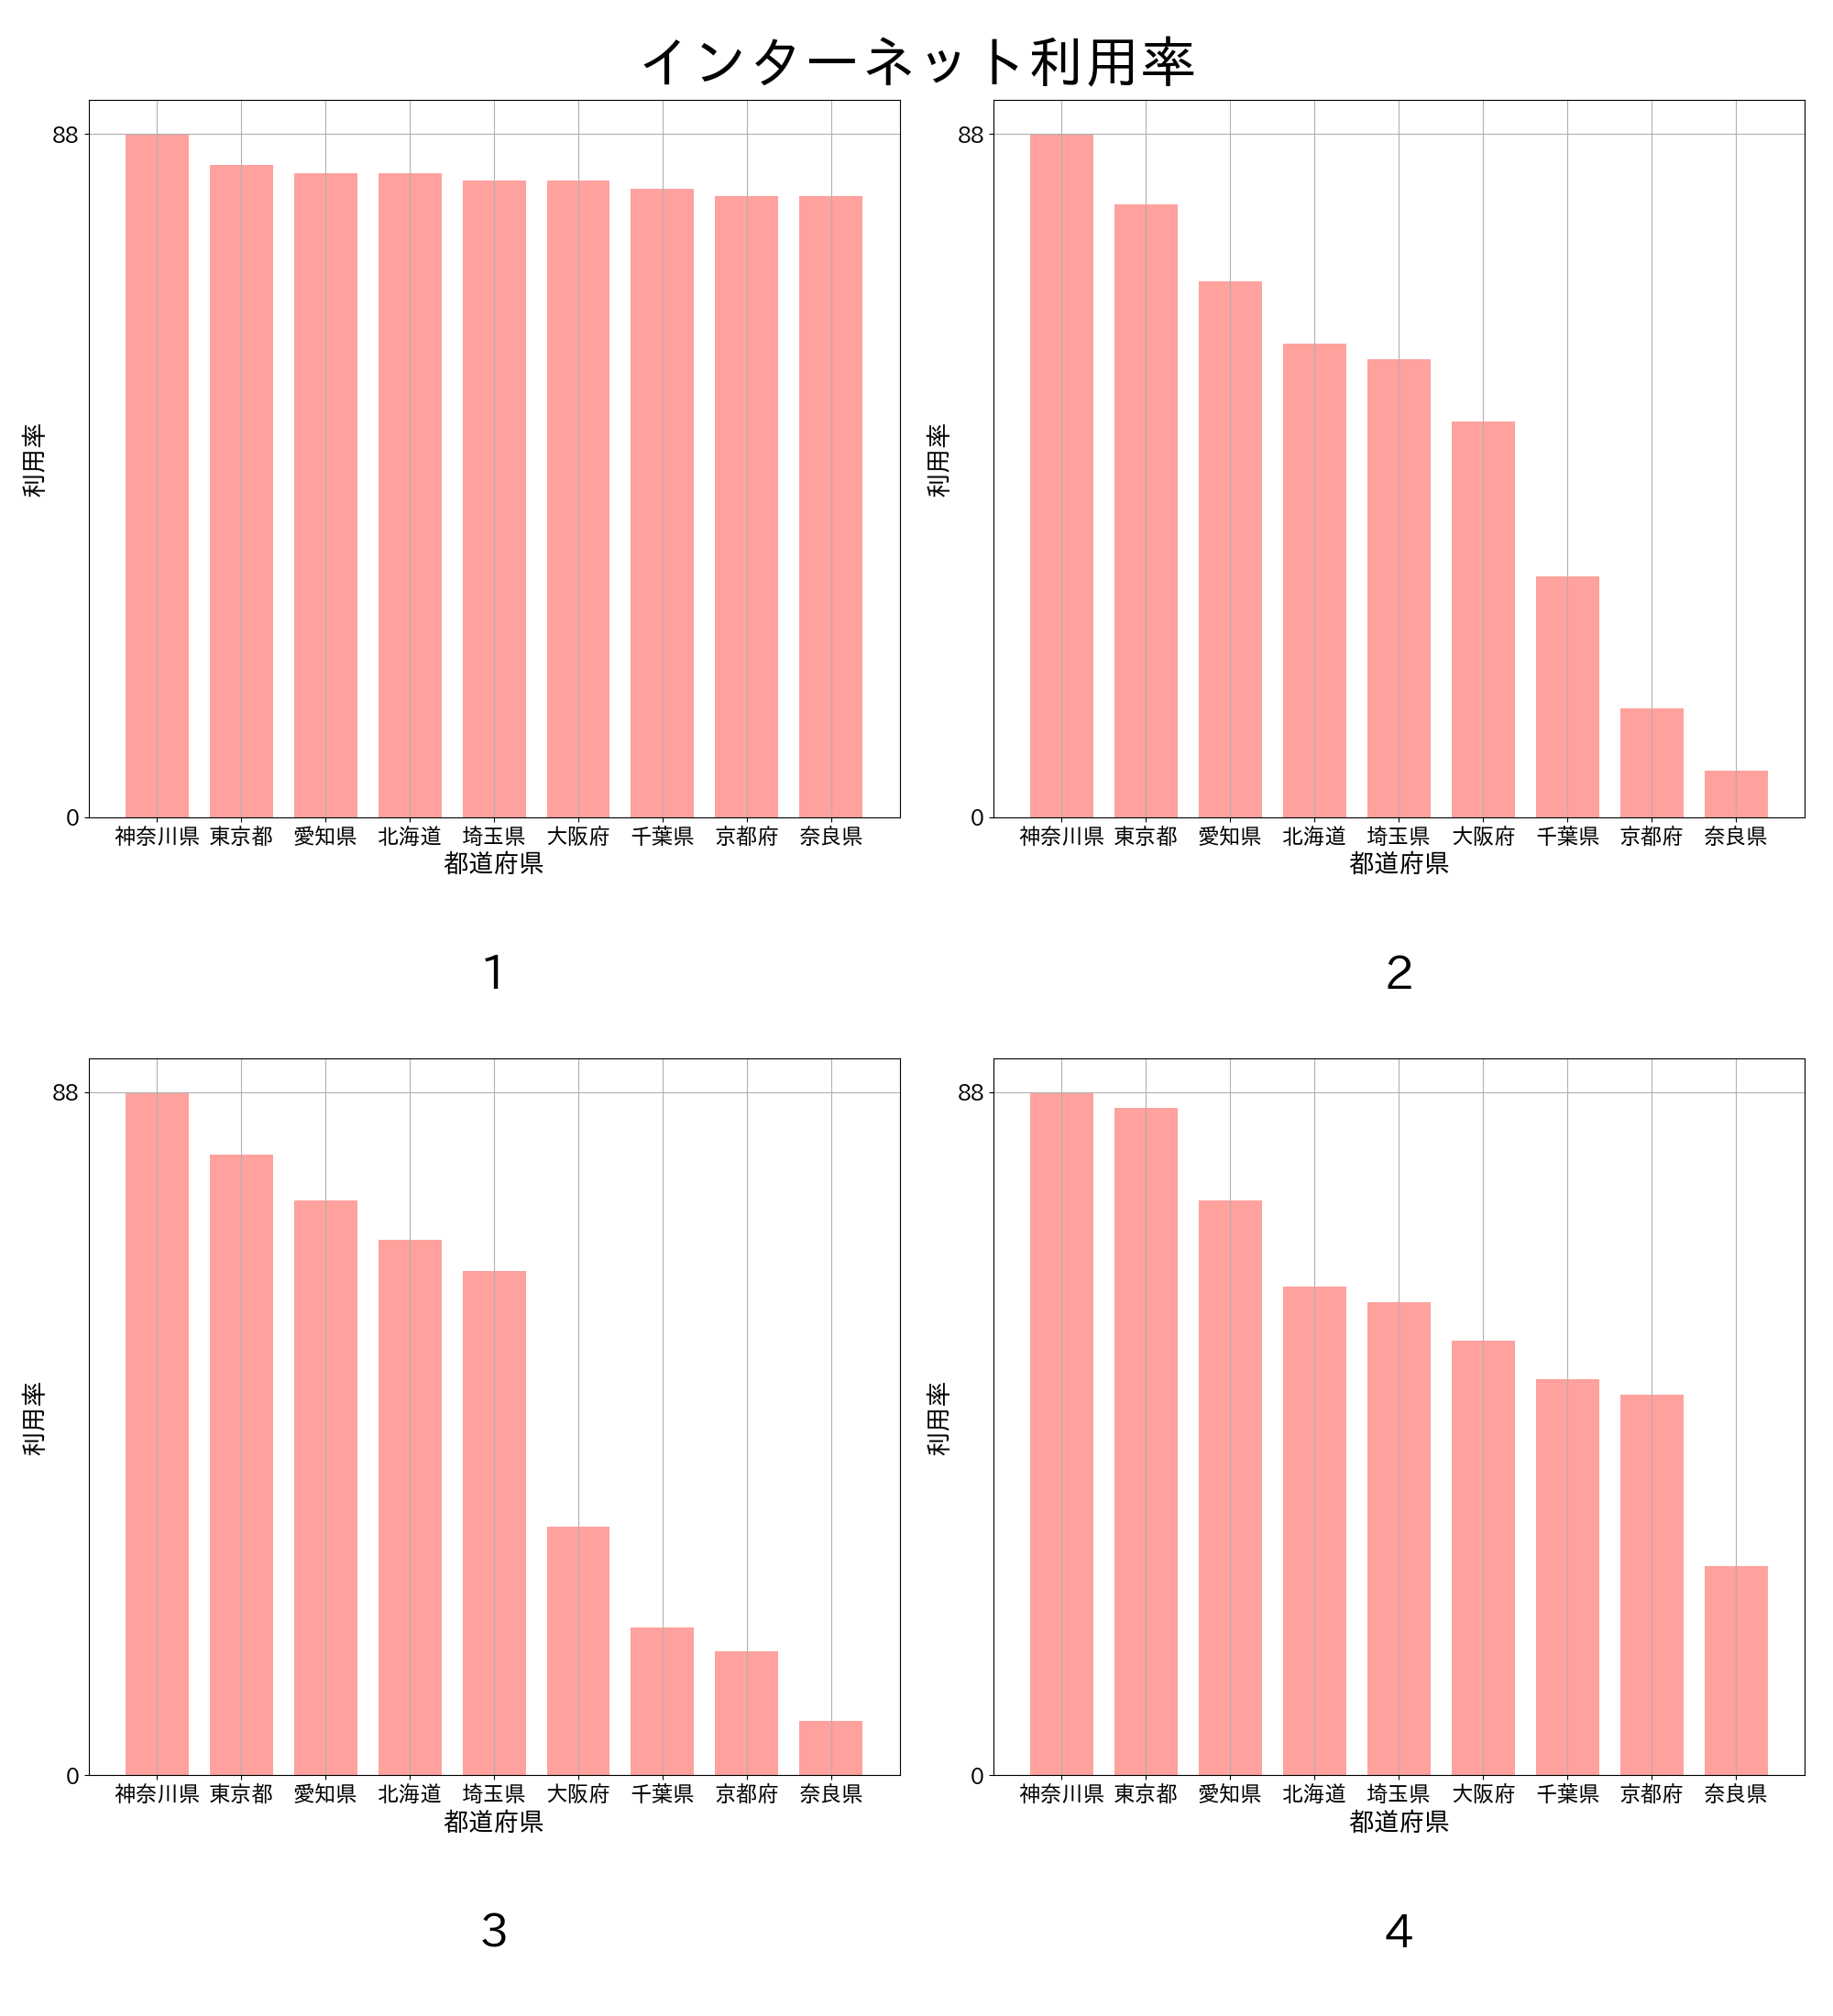 インターネット利用率
88
0
利用率
神奈川県 東京都 愛知県 北海道 埼玉県 大阪府 千葉県 京都府 奈良県
都道府県
1
88
0
利用率
神奈川県 東京都 愛知県 北海道 埼玉県 大阪府 千葉県 京都府 奈良県
都道府県
2
88
0
利用率
神奈川県 東京都 愛知県 北海道 埼玉県 大阪府 千葉県 京都府 奈良県
都道府県
3
88
0
利用率
神奈川県 東京都 愛知県 北海道 埼玉県 大阪府 千葉県 京都府 奈良県
都道府県
4